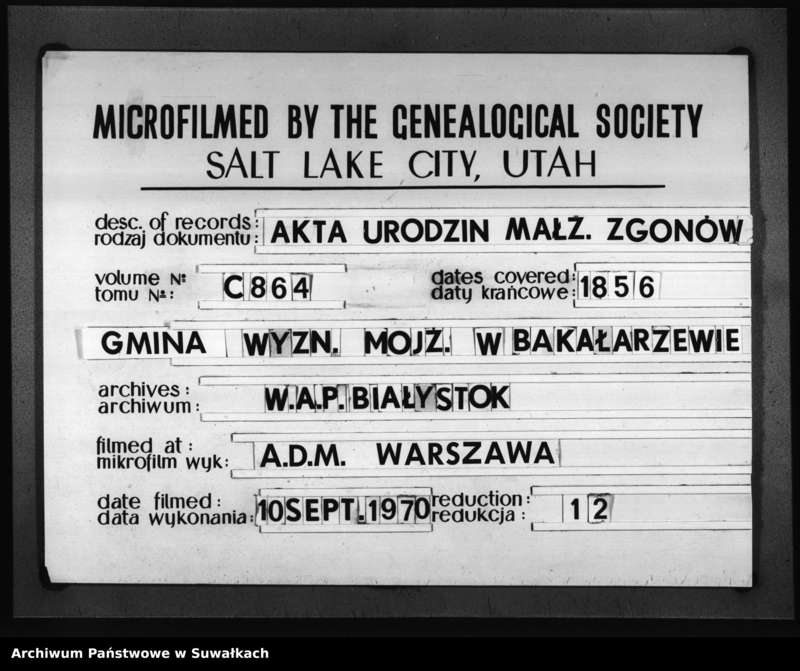 MICROFILMED BY THE GENEALOGICAL SOCIETY
SALT LAKE CITY, UTAH
desc. of records:
rodzaj dokumentu: AKTA URODZIN MAŁŻ. ZGONÓW
volume №
tomu №: C864
dates covered:
daty krańcowe: 1856
GMINA WYZN. MOJŻ. W BAKAŁARZEWIE
archives:
archiwum: W.A.P. BIAŁYSTOK
filmed at:
mikrofilm wyk: A.D.M. WARSZAWA
date filmed:
data wykonania: 10 SEPT. 1970
reduction:
redukcja: 12
Archiwum Państwowe w Suwałkach